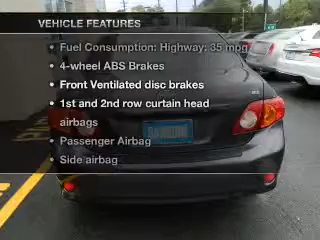 VEHICLE FEATURES
• Fuel Consumption: Highway: 35 mpg
• 4-wheel ABS Brakes
• Front Ventilated disc brakes
• 1st and 2nd row curtain head
airbags
• Passenger Airbag
• Side airbag